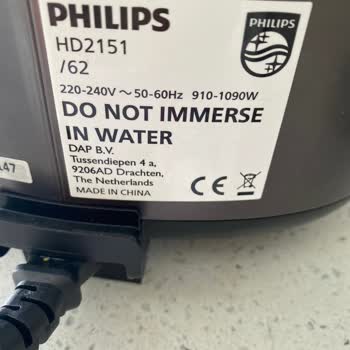 PHILIPS
PHILIPS
HD2151
/62
220-240V ~ 50-60Hz 910-1090W
DO NOT IMMERSE
IN WATER
DAP B.V.
Tussendiepen 4 a,
9206AD Drachten,
The Netherlands
MADE IN CHINA
CE